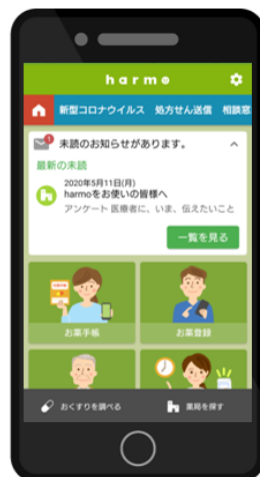 harmo
新型コロナウイルス 処方せん送信 相談窓
未読のお知らせがあります。
最新の未読
2020年5月11日(月)
harmoをお使いの皆様へ
アンケート 医療者に、いま、伝えたいこと
一覧を見る
お薬手帳 お薬登録
おくすりを調べる 薬局を探す